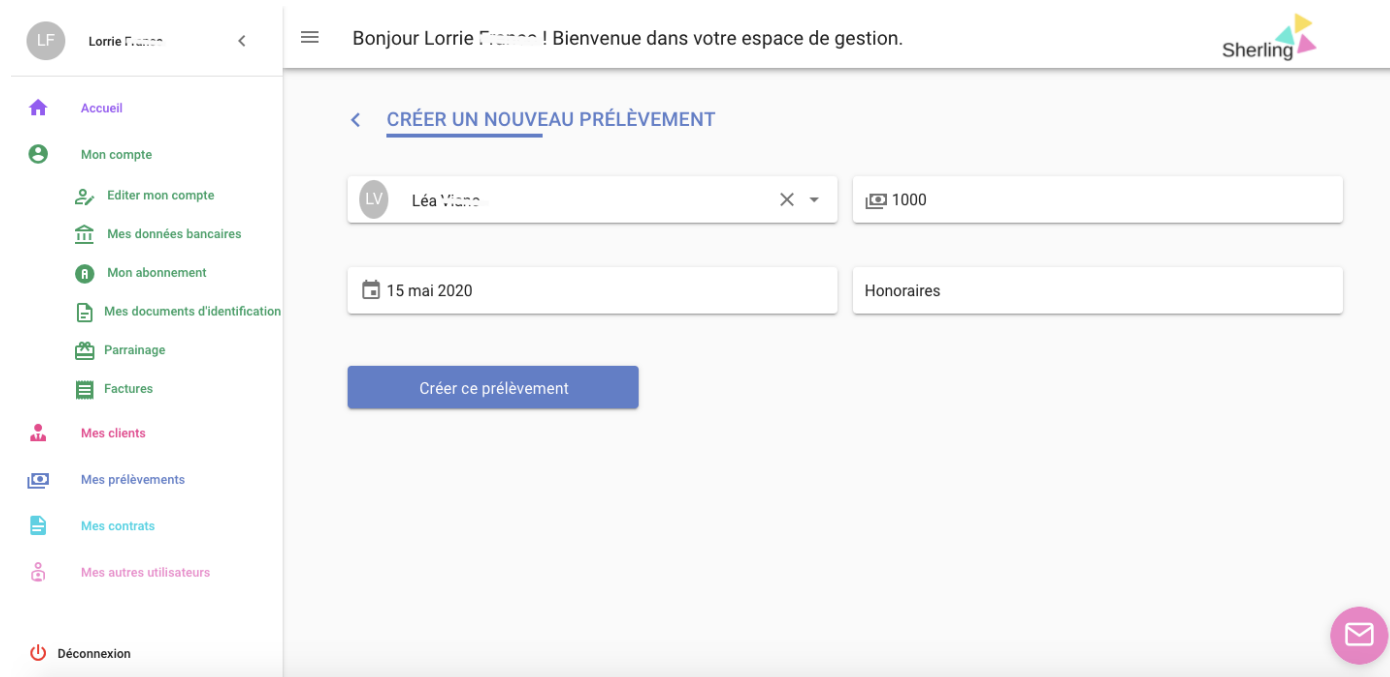 LF
Lorrie
Accueil
Mon compte
Editer mon compte
Mes données bancaires
Mon abonnement
Mes documents d'identification
Parrainage
Factures
Mes clients
Mes prélèvements
Mes contrats
Mes autres utilisateurs
Déconnexion
Bonjour Lorrie ! Bienvenue dans votre espace de gestion.
Sherling
CRÉER UN NOUVEAU PRÉLÈVEMENT
LV
Léa
1000
15 mai 2020
Honoraires
Créer ce prélèvement